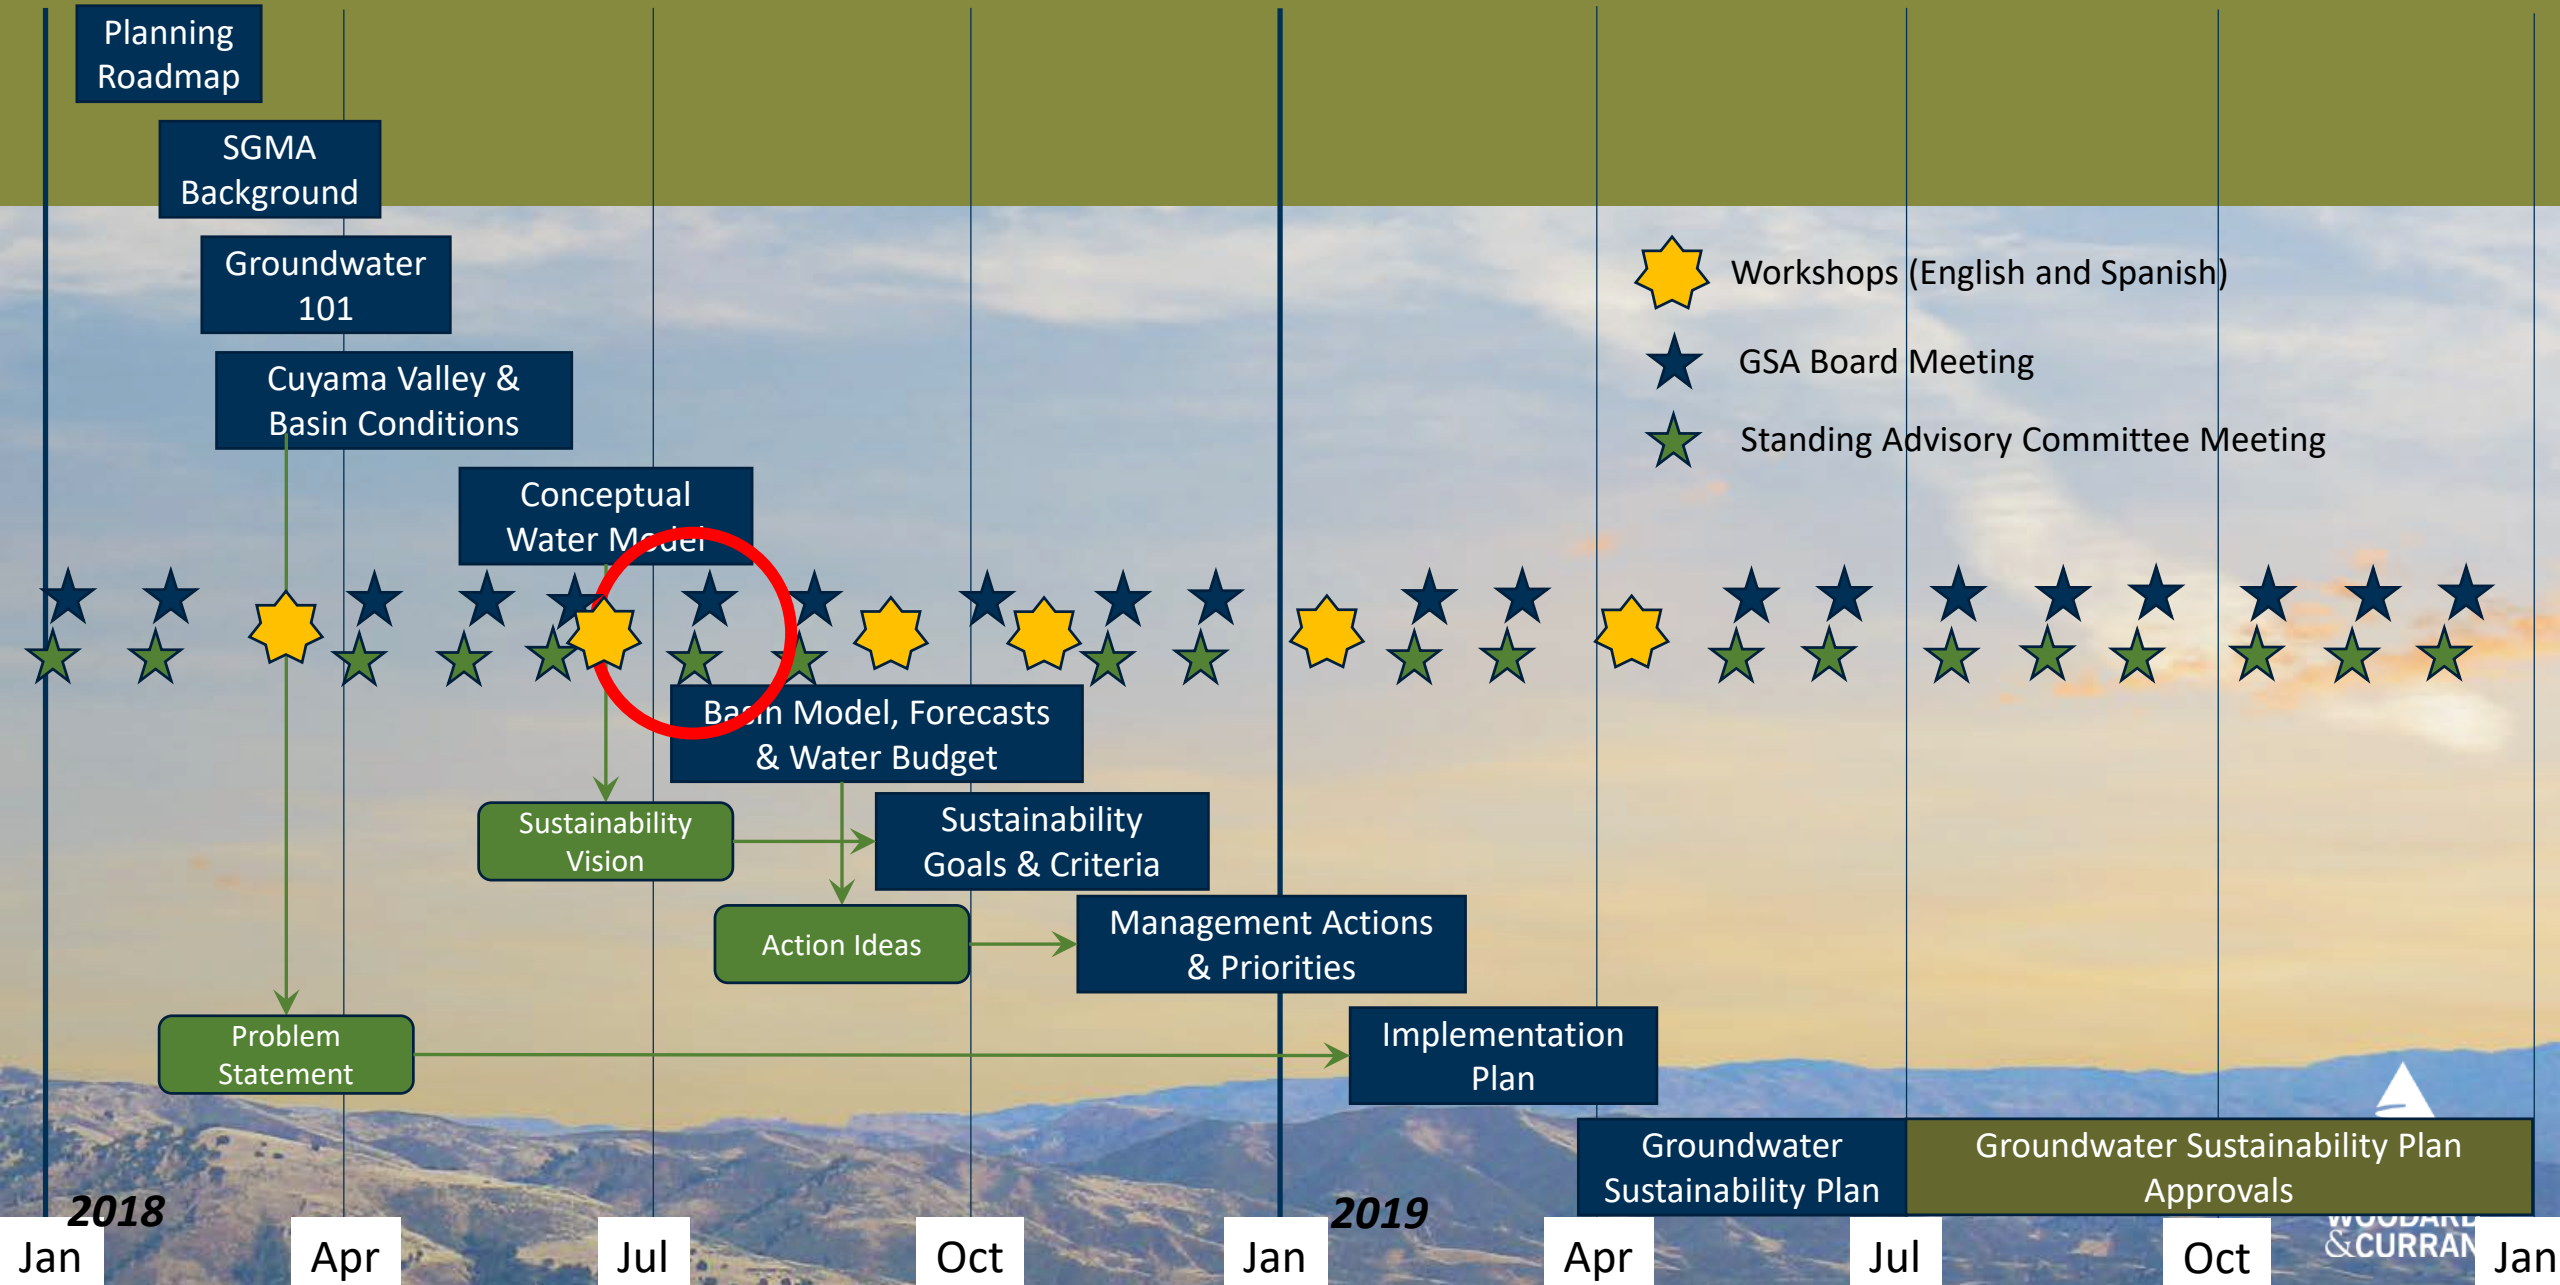 Planning
Roadmap
SGMA
Background
Groundwater
101
Cuyama Valley &
Basin Conditions
Conceptual
Water Model
Workshops (English and Spanish)
GSA Board Meeting
Standing Advisory Committee Meeting
Basin Model, Forecasts
& Water Budget
Sustainability
Vision
Sustainability
Goals & Criteria
Action Ideas
Management Actions
& Priorities
Problem
Statement
Implementation
Plan
Groundwater
Sustainability Plan
Groundwater Sustainability Plan
Approvals
2018
2019
WOODARD
&CURRAN
Jan
Apr
Jul
Oct
Jan
Apr
Jul
Oct
Jan